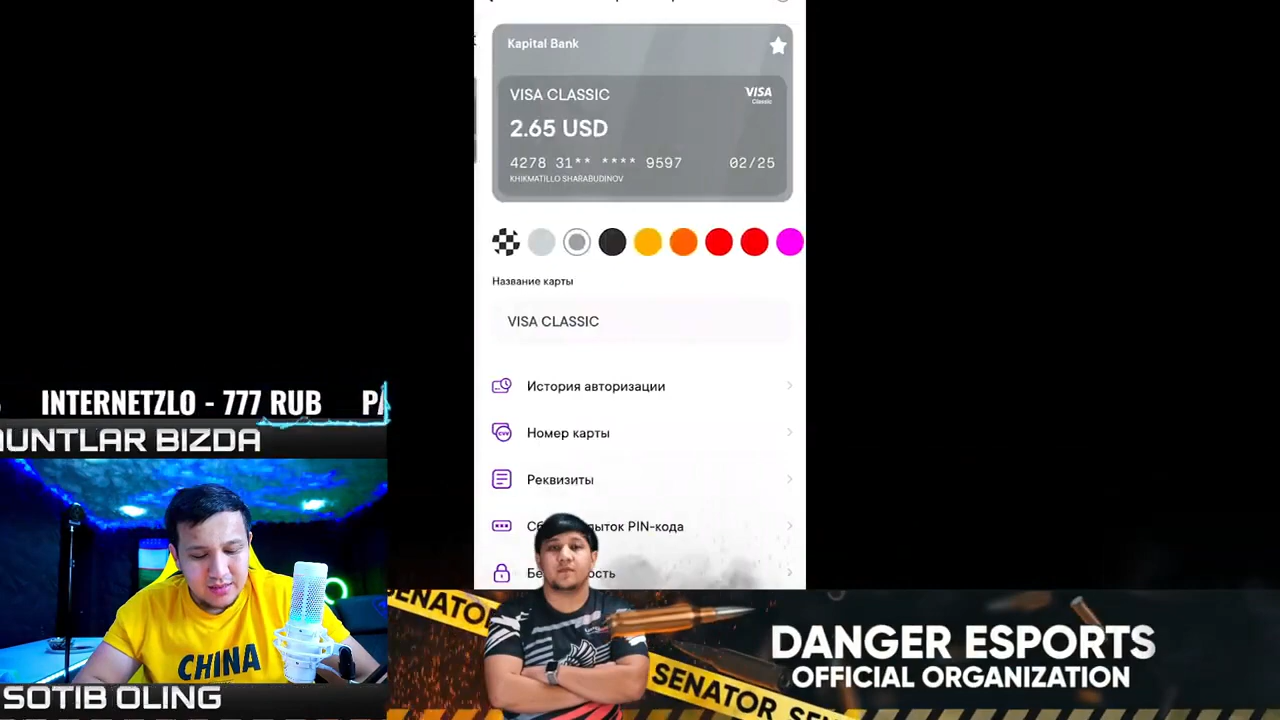 Kapital Bank
VISA CLASSIC
VISA
Classic
2.65 USD
4278 31** **** 9597 02/25
KHIKMATILLO SHARABUDINOV
Название карты
VISA CLASSIC
История авторизации
Номер карты
CVV
Реквизиты
PIN-кода
INTERNETZLO - 777 RUB
BIZDA
CHINA
SOTIB OLING
SENATOR
SENATOR
DANGER ESPORTS
OFFICIAL ORGANIZATION